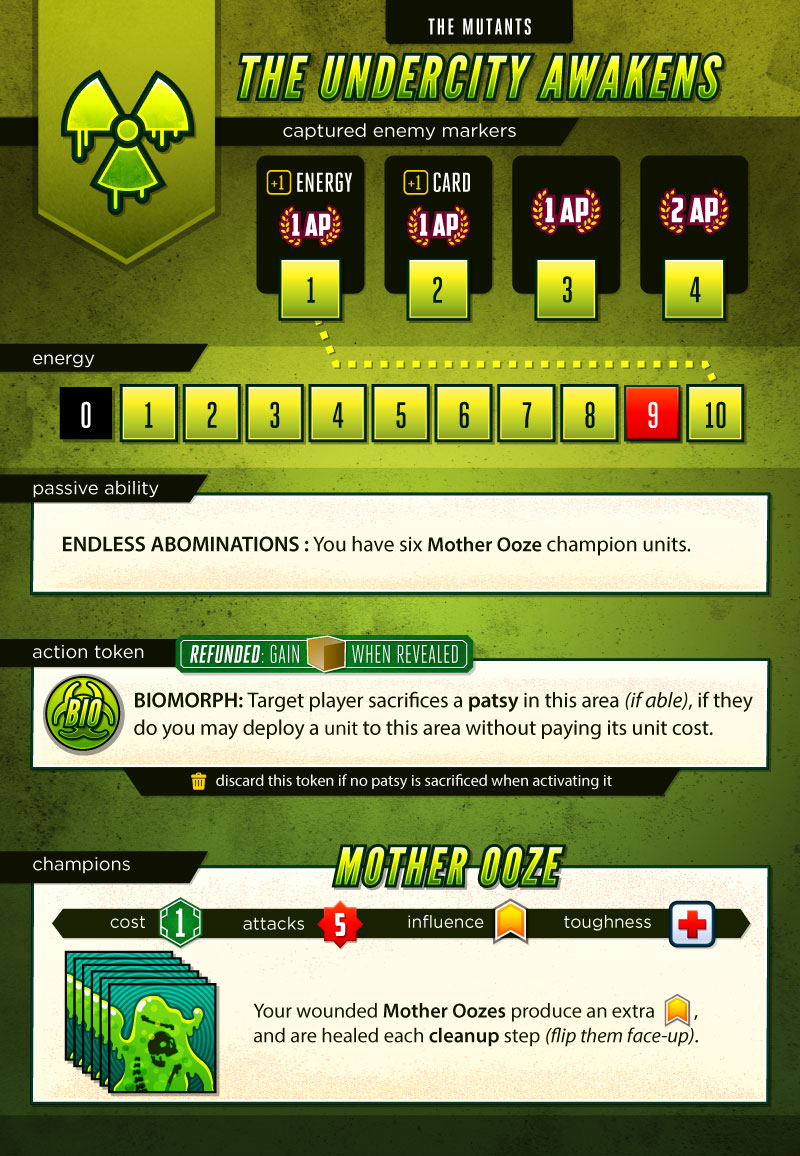 THE MUTANTS
THE UNDERCITY AWAKENS
captured enemy markers
+1 ENERGY
1 AP
1
+1 CARD
1 AP
2
1 AP
3
2 AP
4
energy
0 1 2 3 4 5 6 7 8 9 10
passive ability
ENDLESS ABOMINATIONS : You have six Mother Ooze champion units.
action token
REFUNDED: GAIN WHEN REVEALED
BIO
BIOMORPH: Target player sacrifices a patsy in this area (if able), if they
do you may deploy a unit to this area without paying its unit cost.
discard this token if no patsy is sacrificed when activating it
champions
MOTHER OOZE
cost 1 attacks 5 influence toughness
Your wounded Mother Oozes produce an extra ,
and are healed each cleanup step (flip them face-up).